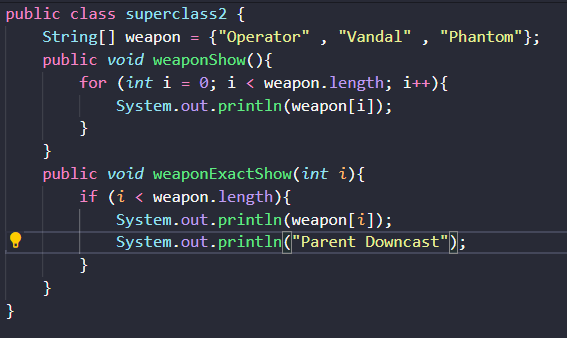 public class superclass2 {
    String[] weapon = {"Operator" , "Vandal" , "Phantom"};
    public void weaponShow(){
        for (int i = 0; i < weapon.length; i++){
            System.out.println(weapon[i]);
        }
    }
    public void weaponExactShow(int i){
        if (i < weapon.length){
            System.out.println(weapon[i]);
            System.out.println("Parent Downcast");
        }
    }
}